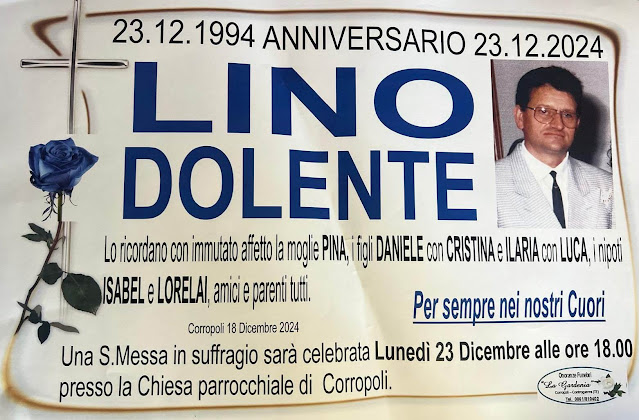 23.12.1994 ANNIVERSARIO 23.12.2024
LINO
DOLENTE
Lo ricordano con immutato affetto la moglie PINA, i figli DANIELE con CRISTINA e ILARIA con LUCA, i nipoti
ISABEL e LORELAI, amici e parenti tutti.
Per sempre nei nostri Cuori
Corropoli 18 Dicembre 2024
Una S.Messa in suffragio sarà celebrata Lunedì 23 Dicembre alle ore 18.00
presso la Chiesa parrocchiale di Corropoli.
Onoranze Funebri
"La Gardenia"